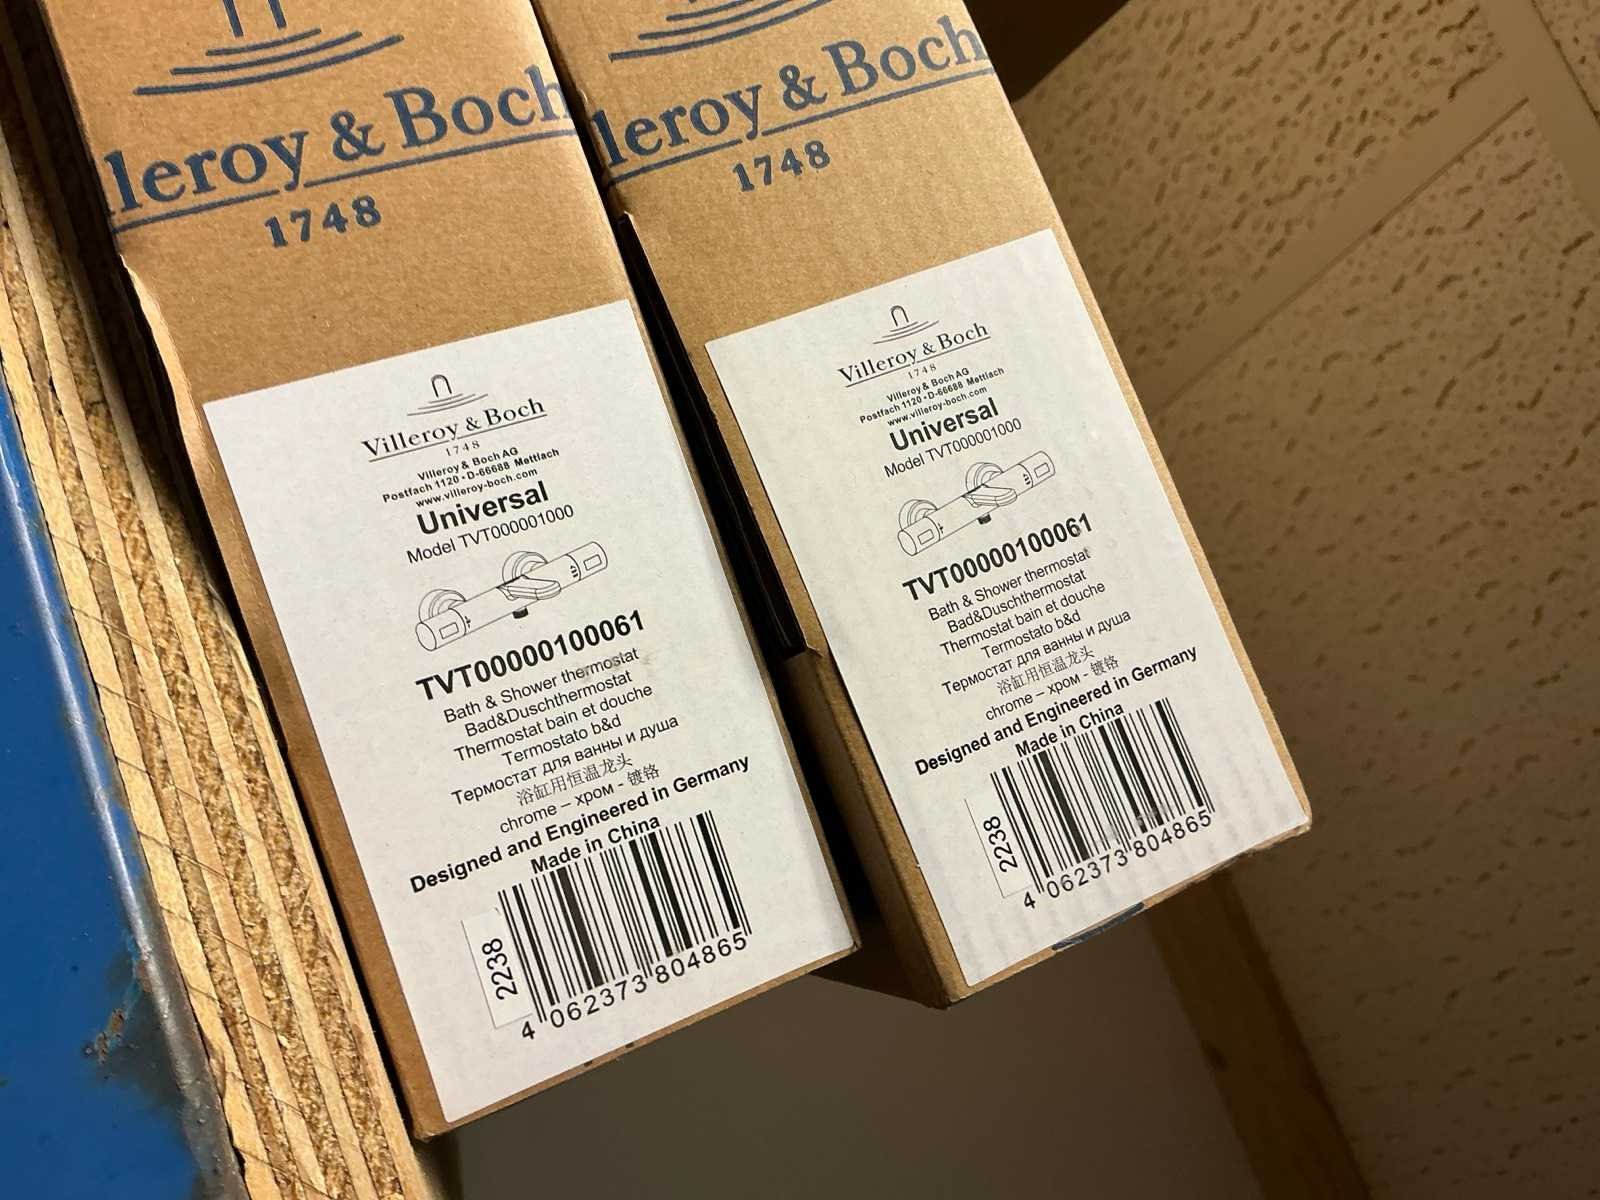 lleroy & Boch
1748
Villeroy & Boch
1748
Villeroy & Boch AG
Postfach 1120 • D-66688 Mettlach
www.villeroy-boch.com
Universal
Model TVT000001000
TVT00000100061
Bath & Shower thermostat
Bad&Duschthermostat
Thermostat bain et douche
Termostato b&d
Термостат для ванны и душа
浴缸用恒温龙头
chrome – хром - 镀铬
Designed and Engineered in Germany
Made in China
2238
4 062373 804865
leroy & Boch
1748
Villeroy & Boch
1748
Villeroy & Boch AG
Postfach 1120 • D-66688 Mettlach
www.villeroy-boch.com
Universal
Model TVT000001000
TVT00000100061
Bath & Shower thermostat
Bad&Duschthermostat
Thermostat bain et douche
Termostato b&d
Термостат для ванны и душа
浴缸用恒温龙头
chrome – хром - 镀铬
Designed and Engineered in Germany
Made in China
2238
4 062373 804865